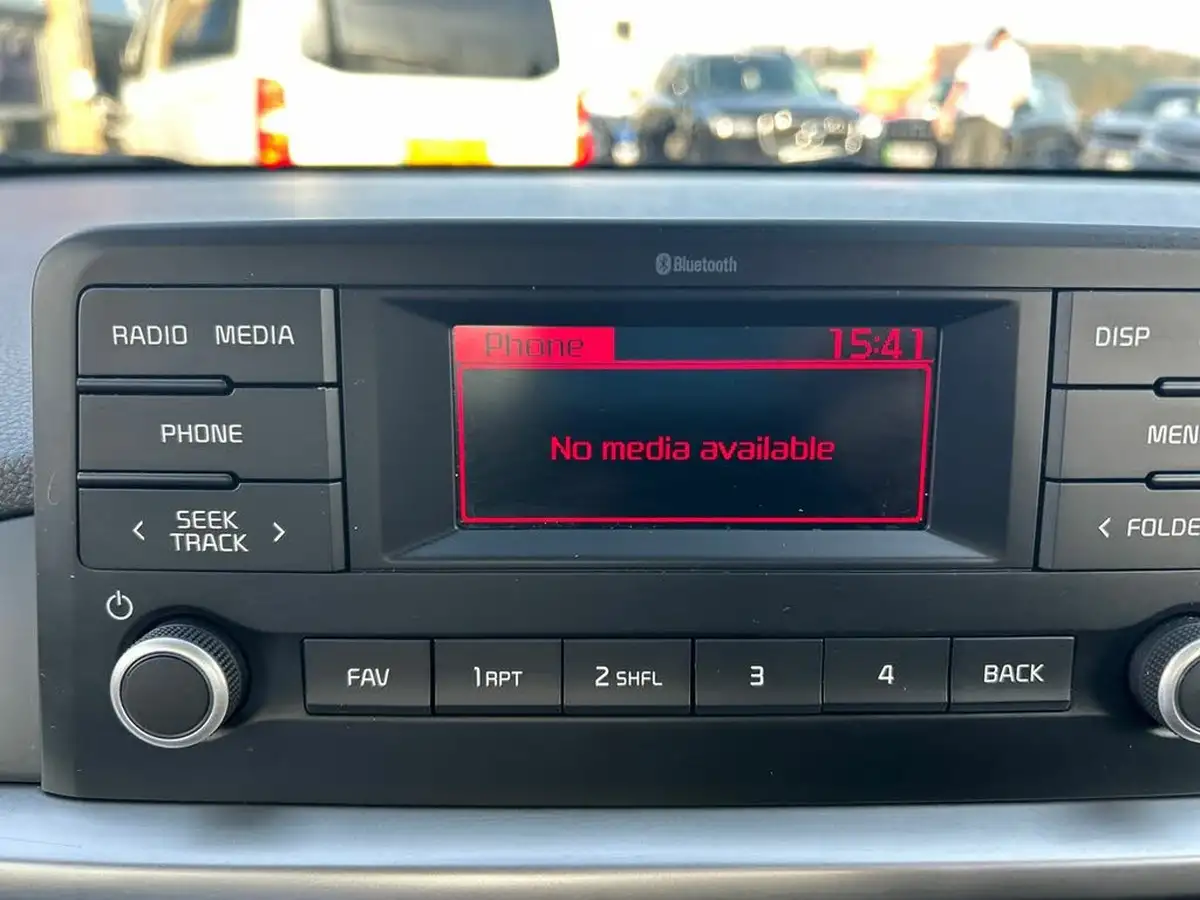 Bluetooth
RADIO MEDIA
Phone 15:41
DISP
PHONE
No media available
SEEK
TRACK
FAV
1 RPT
2 SHFL
3
4
BACK